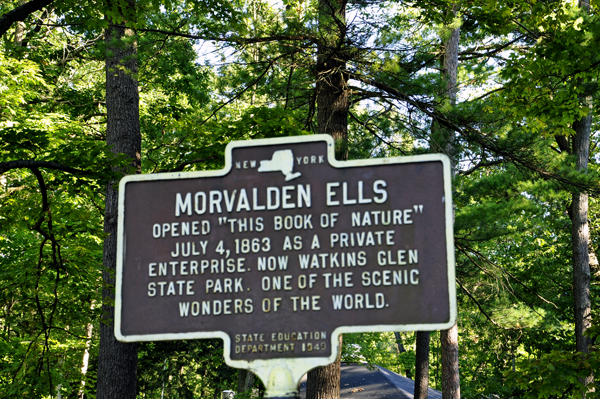 NEW YORK
MORVALDEN ELLS
OPENED "THIS BOOK OF NATURE"
JULY 4, 1863 AS A PRIVATE
ENTERPRISE. NOW WATKINS GLEN
STATE PARK. ONE OF THE SCENIC
WONDERS OF THE WORLD.
STATE EDUCATION
DEPARTMENT